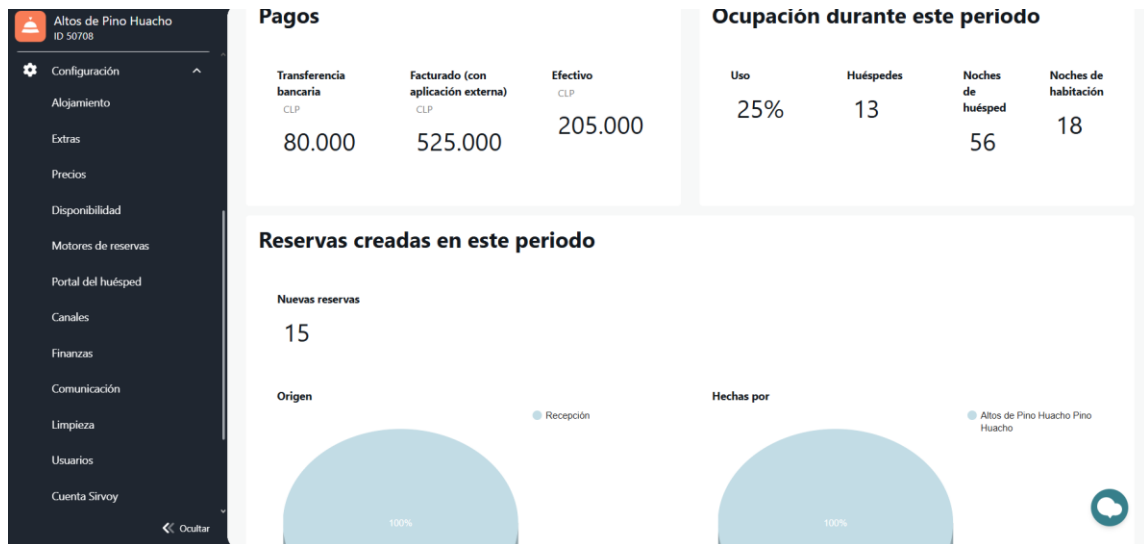 Altos de Pino Huacho
ID 50708
Configuración
Alojamiento
Extras
Precios
Disponibilidad
Motores de reservas
Portal del huésped
Canales
Finanzas
Comunicación
Limpieza
Usuarios
Cuenta Sirvoy
Ocultar
Pagos
Transferencia
bancaria
CLP
80.000
Facturado (con
aplicación externa)
CLP
525.000
Efectivo
CLP
205.000
Ocupación durante este periodo
Uso
25%
Huéspedes
13
Noches
de
huésped
56
Noches de
habitación
18
Reservas creadas en este periodo
Nuevas reservas
15
Origen
Recepción
100%
Hechas por
Altos de Pino Huacho Pino
Huacho
100%